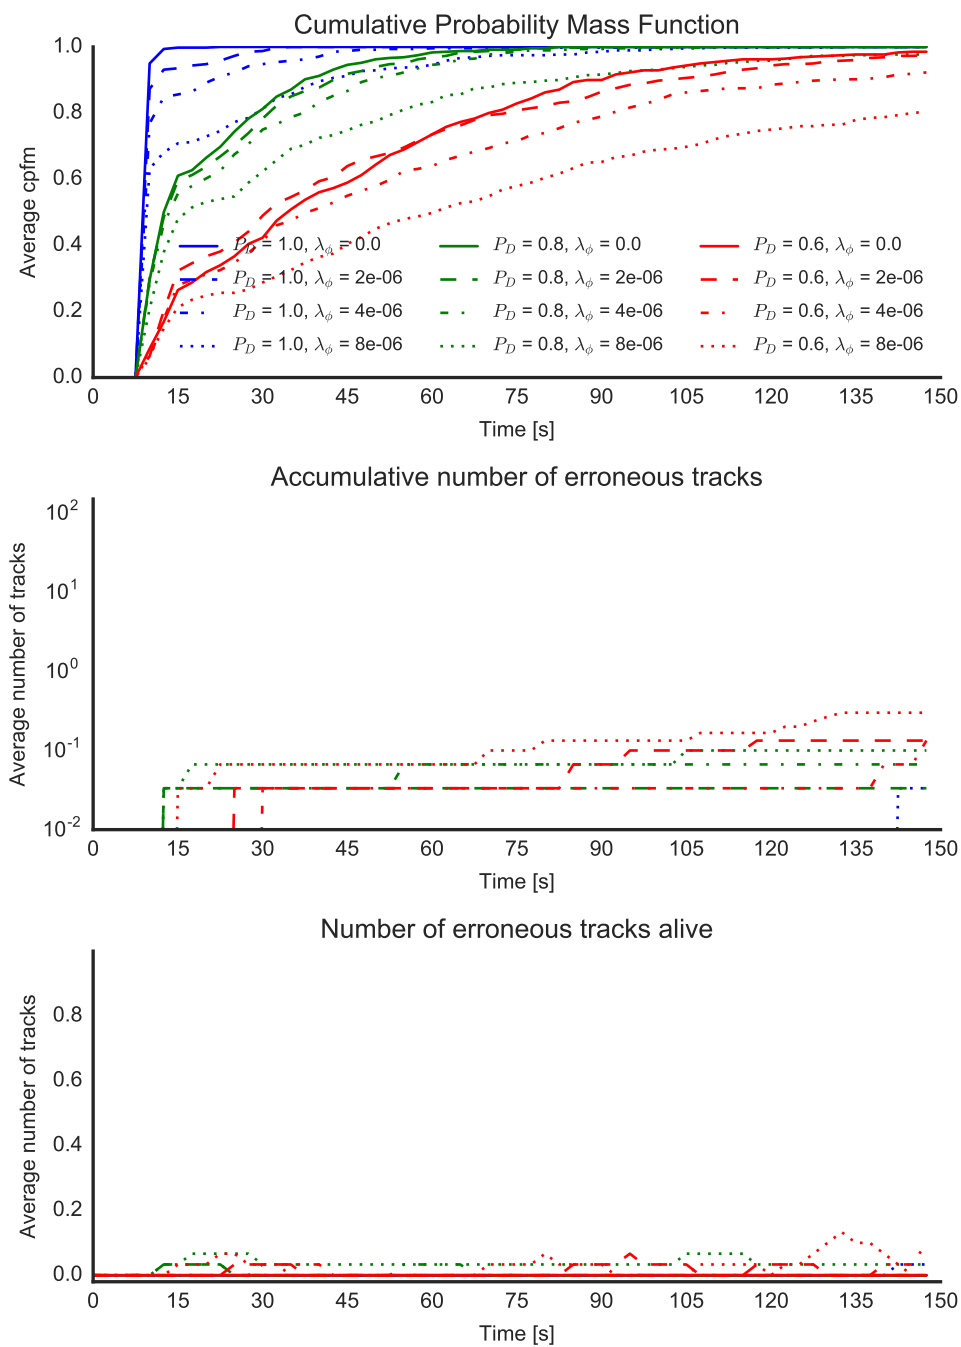 Cumulative Probability Mass Function
1.0
0.8
0.6
0.4
0.2
0.0
Average cpfm
P_D = 1.0, λ_ϕ = 0.0
P_D = 1.0, λ_ϕ = 2e-06
P_D = 1.0, λ_ϕ = 4e-06
P_D = 1.0, λ_ϕ = 8e-06
P_D = 0.8, λ_ϕ = 0.0
P_D = 0.8, λ_ϕ = 2e-06
P_D = 0.8, λ_ϕ = 4e-06
P_D = 0.8, λ_ϕ = 8e-06
P_D = 0.6, λ_ϕ = 0.0
P_D = 0.6, λ_ϕ = 2e-06
P_D = 0.6, λ_ϕ = 4e-06
P_D = 0.6, λ_ϕ = 8e-06
0 15 30 45 60 75 90 105 120 135 150
Time [s]
Accumulative number of erroneous tracks
10^2
10^1
10^0
10^-1
10^-2
Average number of tracks
0 15 30 45 60 75 90 105 120 135 150
Time [s]
Number of erroneous tracks alive
0.8
0.6
0.4
0.2
0.0
Average number of tracks
0 15 30 45 60 75 90 105 120 135 150
Time [s]